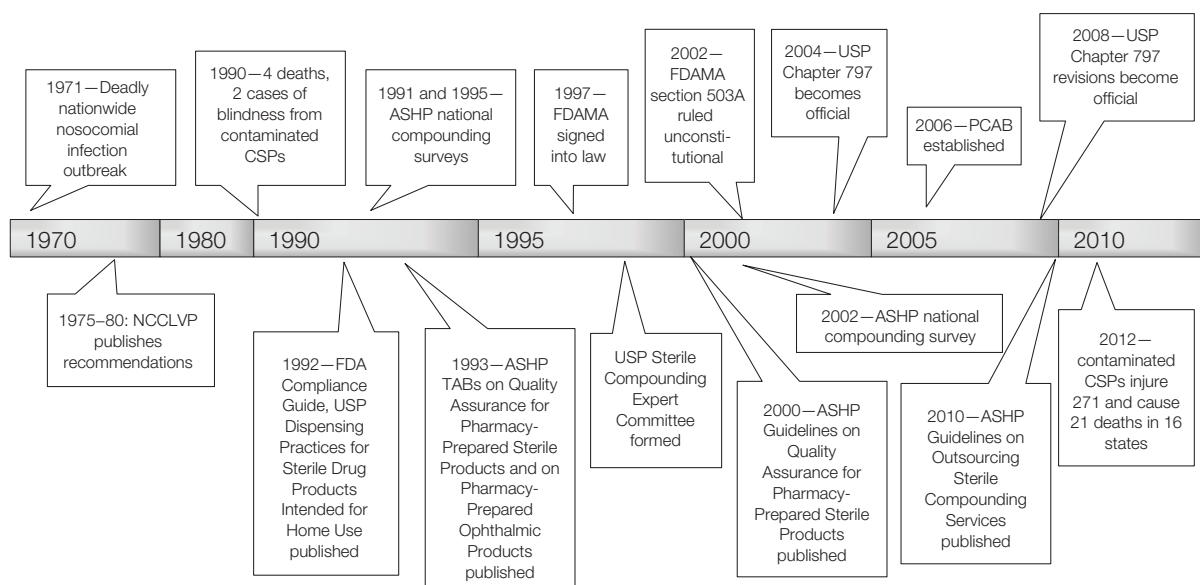 1971—Deadly
nationwide
nosocomial
infection
outbreak
1990—4 deaths,
2 cases of
blindness from
contaminated
CSPs
1991 and 1995—
ASHP national
compounding
surveys
1997—
FDAMA
signed
into law
2002—
FDAMA
section 503A
ruled
unconsti-
tutional
2004—USP
Chapter 797
becomes
official
2006—PCAB
established
2008—USP
Chapter 797
revisions become
official
1970
1980
1990
1995
2000
2005
2010
1975–80: NCCLVP
publishes
recommendations
1992—FDA
Compliance
Guide, USP
Dispensing
Practices for
Sterile Drug
Products
Intended for
Home Use
published
1993—ASHP
TABs on Quality
Assurance for
Pharmacy-
Prepared Sterile
Products and on
Pharmacy-
Prepared
Ophthalmic
Products published
USP Sterile
Compounding
Expert
Committee
formed
2000—ASHP
Guidelines on
Quality
Assurance for
Pharmacy-
Prepared Sterile
Products
published
2002—ASHP national
compounding survey
2010—ASHP
Guidelines on
Outsourcing
Sterile
Compounding
Services
published
2012—
contaminated
CSPs injure
271 and cause
21 deaths in 16
states